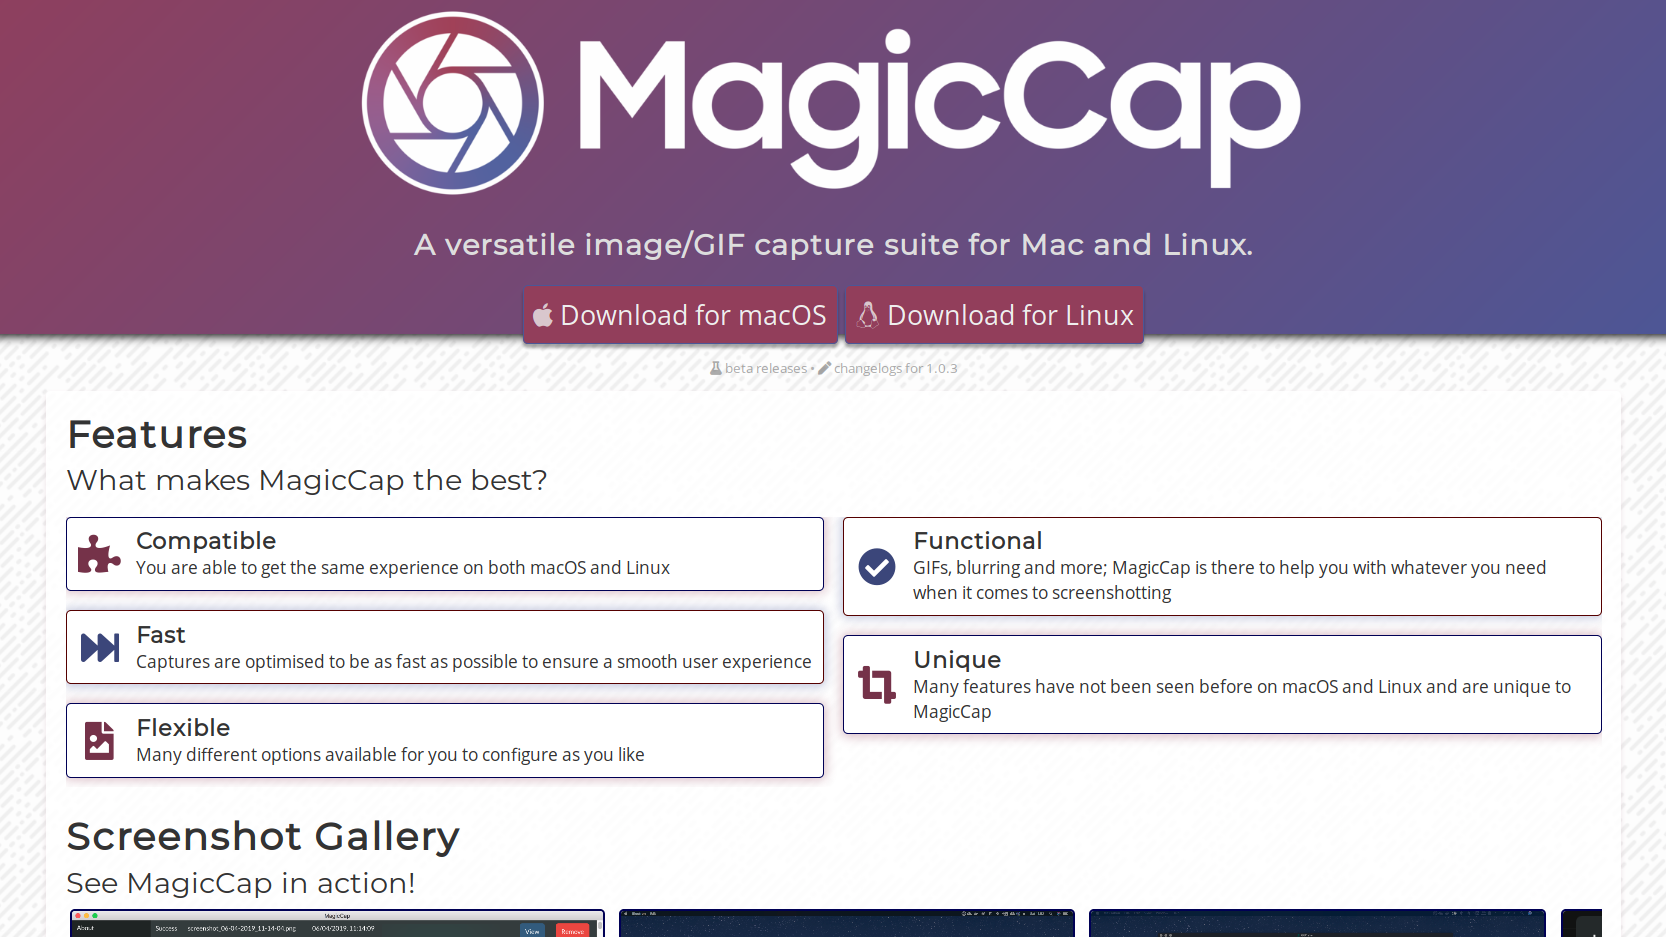 MagicCap
A versatile image/GIF capture suite for Mac and Linux.
Download for macOS
Download for Linux
beta releases • changelogs for 1.0.3
Features
What makes MagicCap the best?
Compatible
You are able to get the same experience on both macOS and Linux
Fast
Captures are optimised to be as fast as possible to ensure a smooth user experience
Flexible
Many different options available for you to configure as you like
Functional
GIFs, blurring and more; MagicCap is there to help you with whatever you need
when it comes to screenshotting
Unique
Many features have not been seen before on macOS and Linux and are unique to
MagicCap
Screenshot Gallery
See MagicCap in action!
MagicCap
About
Success screenshot_06-04-2019_11-14-04.png 06/04/2019, 11:14:09
View
Remove